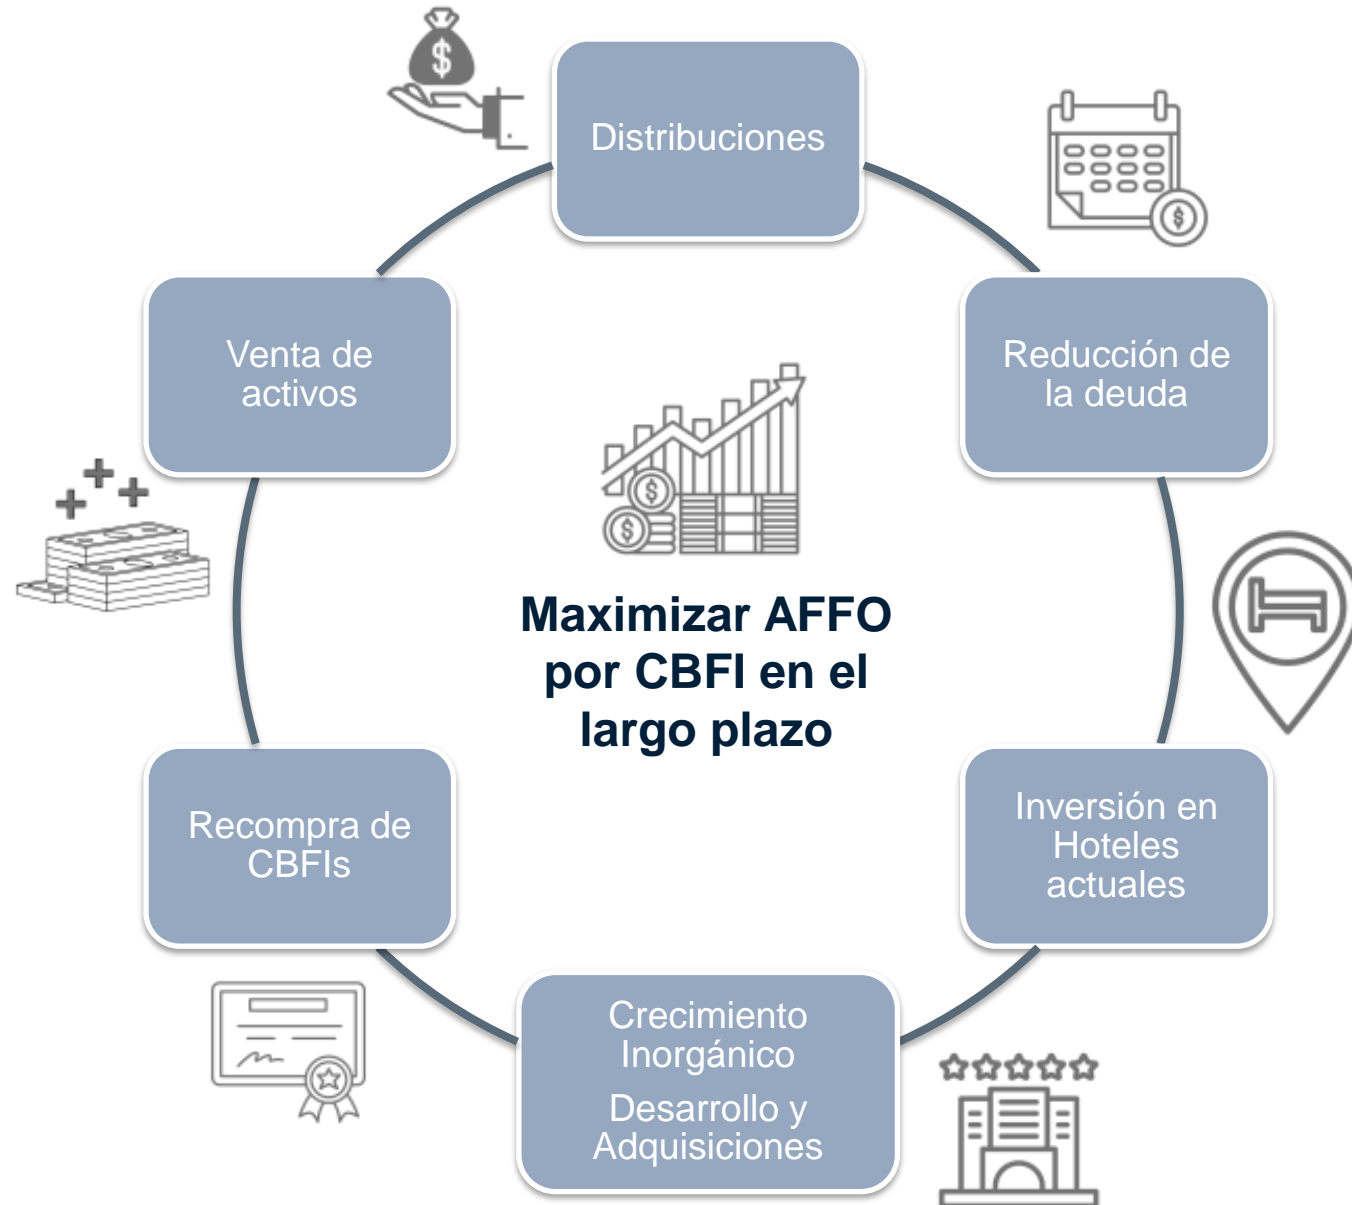 Distribuciones
Reducción de
la deuda
Inversión en
Hoteles
actuales
Crecimiento
Inorgánico
Desarrollo y
Adquisiciones
Recompra de
CBFIs
Venta de
activos
Maximizar AFFO
por CBFI en el
largo plazo